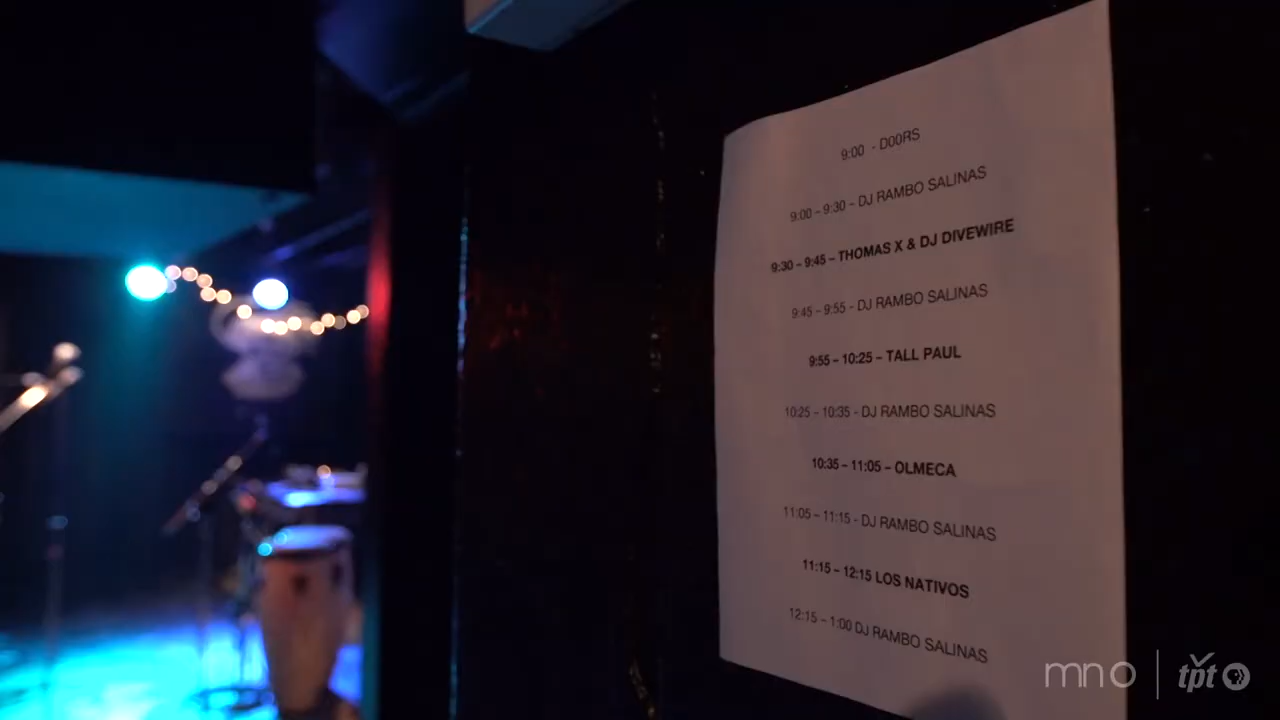 9:00 - DOORS
9:00 – 9:30 – DJ RAMBO SALINAS
9:30 – 9:45 – THOMAS X & DJ DIVEWIRE
9:45 – 9:55 – DJ RAMBO SALINAS
9:55 – 10:25 – TALL PAUL
10:25 – 10:35 - DJ RAMBO SALINAS
10:35 – 11:05 – OLMECA
11:05 – 11:15 - DJ RAMBO SALINAS
11:15 – 12:15 LOS NATIVOS
12:15 – 1:00 DJ RAMBO SALINAS
mno | tpt